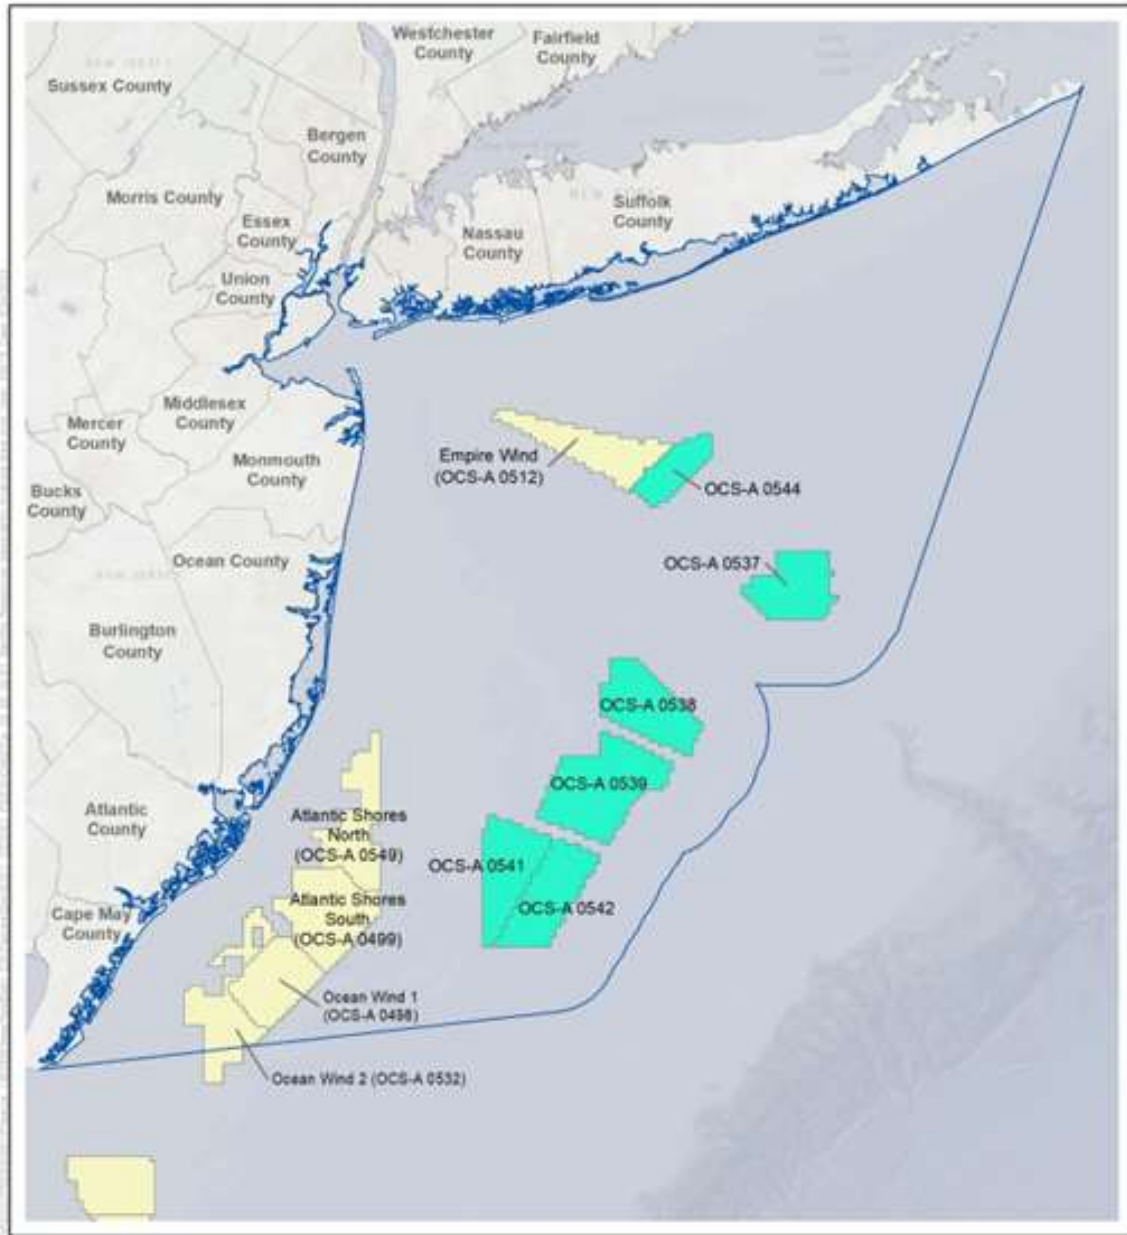 Westchester
County
Fairfield
County
Sussex County
Bergen
County
Morris County
Essex
County
Suffolk
County
Nassau
County
Union
County
Middlesex
County
Mercer
County
Monmouth
County
Bucks
County
Empire Wind
(OCS-A 0512)
OCS-A 0544
Ocean County
OCS-A 0537
Burlington
County
OCS-A 0538
OCS-A 0539
Atlantic
County
Atlantic Shores
North
(OCS-A 0549)
OCS-A 0541
OCS-A 0542
Atlantic Shores
South
(OCS-A 0499)
Cape May
County
Ocean Wind 1
(OCS-A 0498)
Ocean Wind 2 (OCS-A 0532)